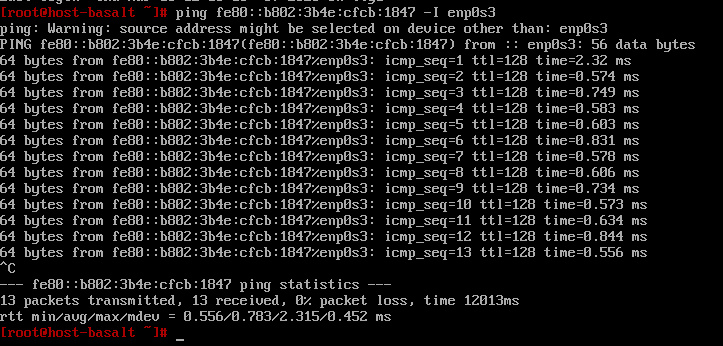 [root@host-basalt ~]# ping fe80::b802:3b4e:cfcb:1847 -I enp0s3
ping: Warning: source address might be selected on device other than: enp0s3
PING fe80::b802:3b4e:cfcb:1847(fe80::b802:3b4e:cfcb:1847) from :: enp0s3: 56 data bytes
64 bytes from fe80::b802:3b4e:cfcb:1847%enp0s3: icmp_seq=1 ttl=128 time=2.32 ms
64 bytes from fe80::b802:3b4e:cfcb:1847%enp0s3: icmp_seq=2 ttl=128 time=0.574 ms
64 bytes from fe80::b802:3b4e:cfcb:1847%enp0s3: icmp_seq=3 ttl=128 time=0.749 ms
64 bytes from fe80::b802:3b4e:cfcb:1847%enp0s3: icmp_seq=4 ttl=128 time=0.583 ms
64 bytes from fe80::b802:3b4e:cfcb:1847%enp0s3: icmp_seq=5 ttl=128 time=0.603 ms
64 bytes from fe80::b802:3b4e:cfcb:1847%enp0s3: icmp_seq=6 ttl=128 time=0.831 ms
64 bytes from fe80::b802:3b4e:cfcb:1847%enp0s3: icmp_seq=7 ttl=128 time=0.578 ms
64 bytes from fe80::b802:3b4e:cfcb:1847%enp0s3: icmp_seq=8 ttl=128 time=0.606 ms
64 bytes from fe80::b802:3b4e:cfcb:1847%enp0s3: icmp_seq=9 ttl=128 time=0.734 ms
64 bytes from fe80::b802:3b4e:cfcb:1847%enp0s3: icmp_seq=10 ttl=128 time=0.573 ms
64 bytes from fe80::b802:3b4e:cfcb:1847%enp0s3: icmp_seq=11 ttl=128 time=0.634 ms
64 bytes from fe80::b802:3b4e:cfcb:1847%enp0s3: icmp_seq=12 ttl=128 time=0.844 ms
64 bytes from fe80::b802:3b4e:cfcb:1847%enp0s3: icmp_seq=13 ttl=128 time=0.556 ms
^C
--- fe80::b802:3b4e:cfcb:1847 ping statistics ---
13 packets transmitted, 13 received, 0% packet loss, time 12013ms
rtt min/avg/max/mdev = 0.556/0.783/2.315/0.452 ms
[root@host-basalt ~]# _